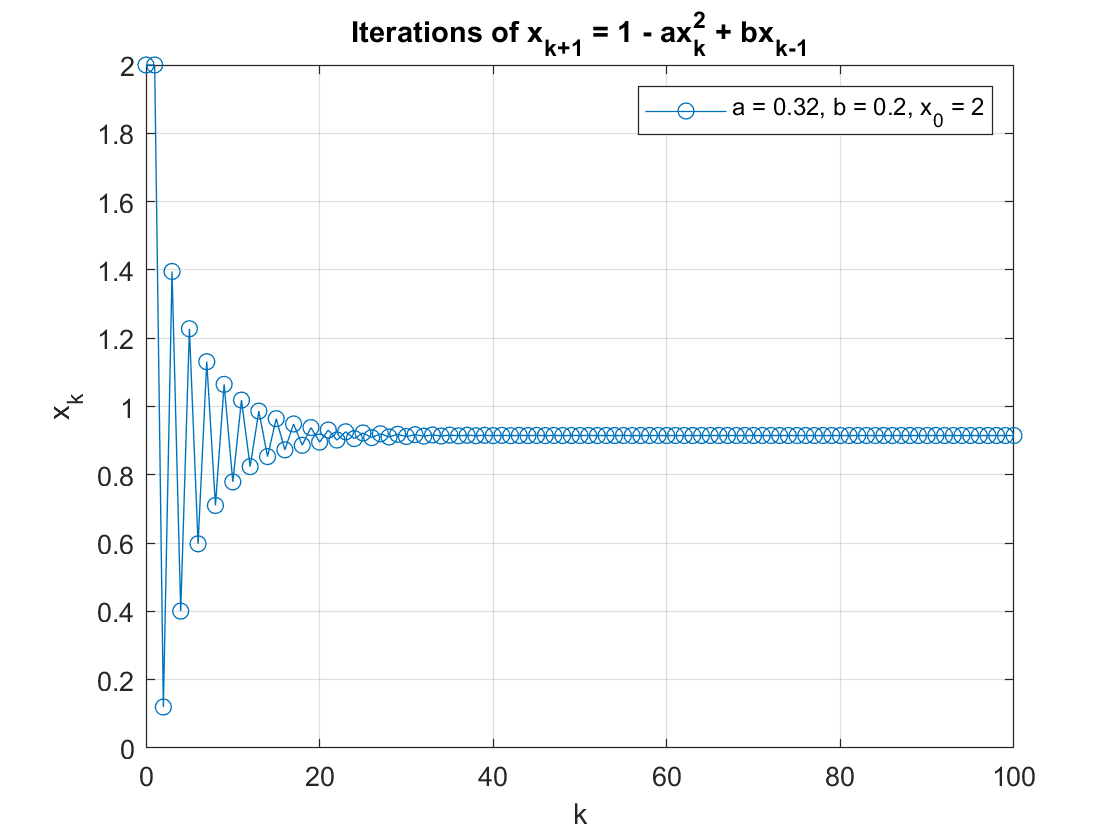 Iterations of x_{k+1} = 1 - ax_k^2 + bx_{k-1}
a = 0.32, b = 0.2, x_0 = 2
x_k
2
1.8
1.6
1.4
1.2
1
0.8
0.6
0.4
0.2
0
0 20 40 60 80 100
k